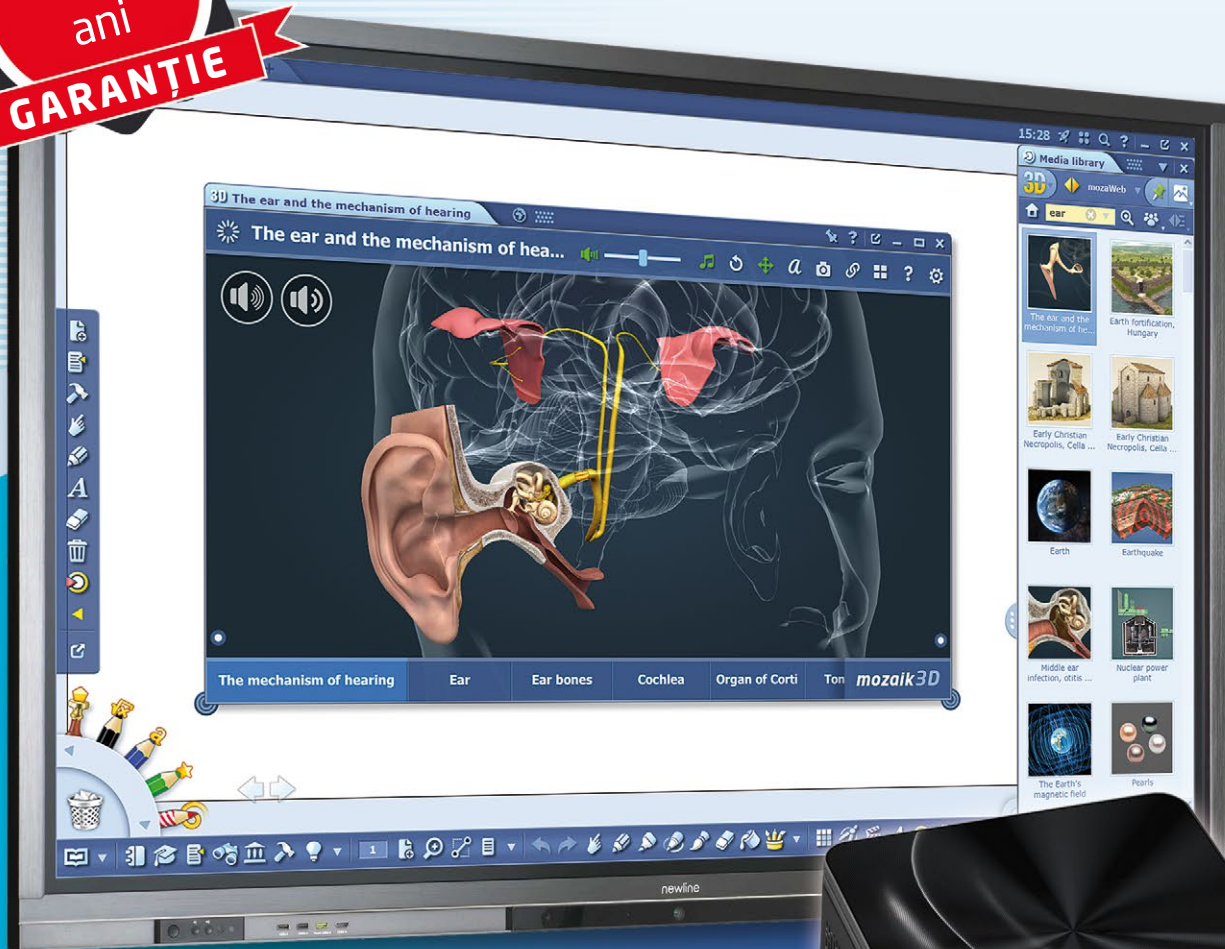 ani
GARANȚIE
15:28
Media library
3D
mozaWeb
ear
3D The ear and the mechanism of hearing
The ear and the mechanism of hea...
The ear and the
mechanism of he...
Earth fortification,
Hungary
Early Christian
Necropolis, Cella ...
Early Christian
Necropolis, Cella ...
Earth
Earthquake
Middle ear
infection, otitis ...
Nuclear power
plant
The Earth's
magnetic field
Pearls
The mechanism of hearing
Ear
Ear bones
Cochlea
Organ of Corti
Ton
mozaik3D
1
newline